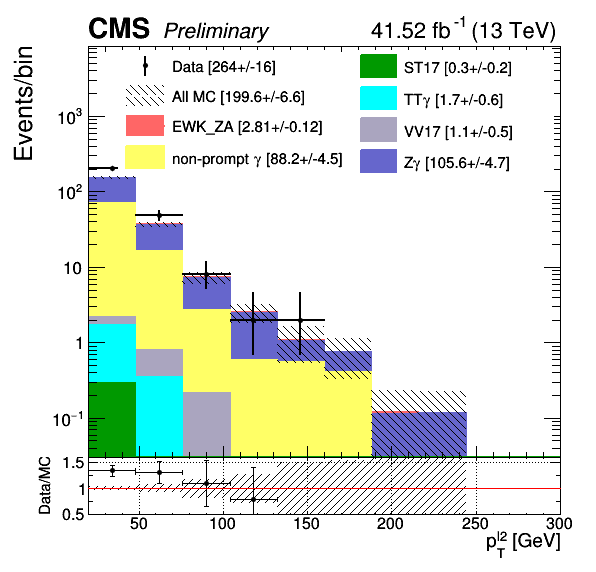 CMS Preliminary 41.52 fb⁻¹ (13 TeV)
Events/bin
Data [264+/-16]
All MC [199.6+/-6.6]
EWK_ZA [2.81+/-0.12]
non-prompt γ [88.2+/-4.5]
ST17 [0.3+/-0.2]
TTγ [1.7+/-0.6]
VV17 [1.1+/-0.5]
Zγ [105.6+/-4.7]
10³
10²
10
1
10⁻¹
Data/MC
1.5
1
0.5
50 100 150 200 250 300
p_T^l2 [GeV]